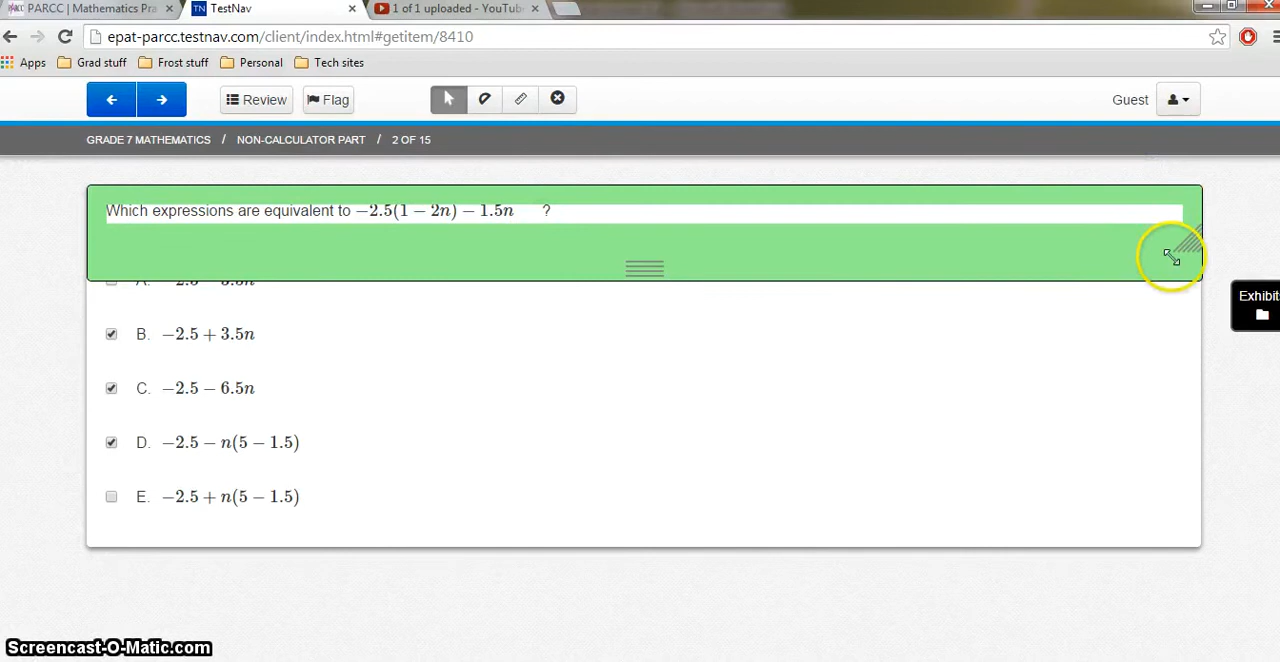 PARCC | Mathematics Pra
TestNav
1 of 1 uploaded - YouTub
epat-parcc.testnav.com/client/index.html#getitem/8410
Apps Grad stuff Frost stuff Personal Tech sites
Review Flag Guest
GRADE 7 MATHEMATICS / NON-CALCULATOR PART / 2 OF 15
Which expressions are equivalent to −2.5(1 − 2n) − 1.5n ?
Exhibit
B. −2.5 + 3.5n
C. −2.5 − 6.5n
D. −2.5 − n(5 − 1.5)
E. −2.5 + n(5 − 1.5)
Screencast-O-Matic.com